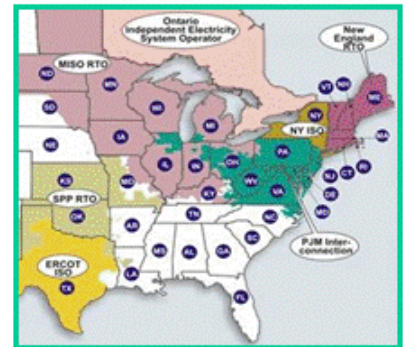 Ontario
Independent Electricity
System Operator
New
England
RTO
MISO RTO
ND
MN
VT
NH
ME
SD
WI
MI
NY
NY ISO
MA
NE
IA
PA
IL
IN
OH
RI
CT
NJ
DE
MD
KS
MO
WV
VA
KY
SPP RTO
OK
TN
NC
PJM Inter-
connection
AR
SC
ERCOT
ISO
MS
AL
GA
TX
LA
FL